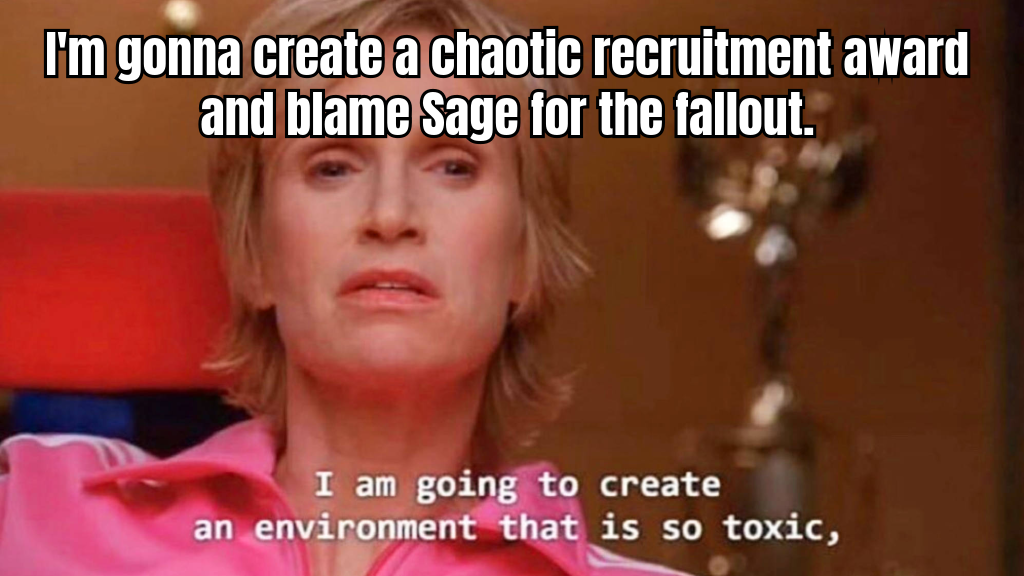 I'm gonna create a chaotic recruitment award
and blame Sage for the fallout.
I am going to create
an environment that is so toxic,